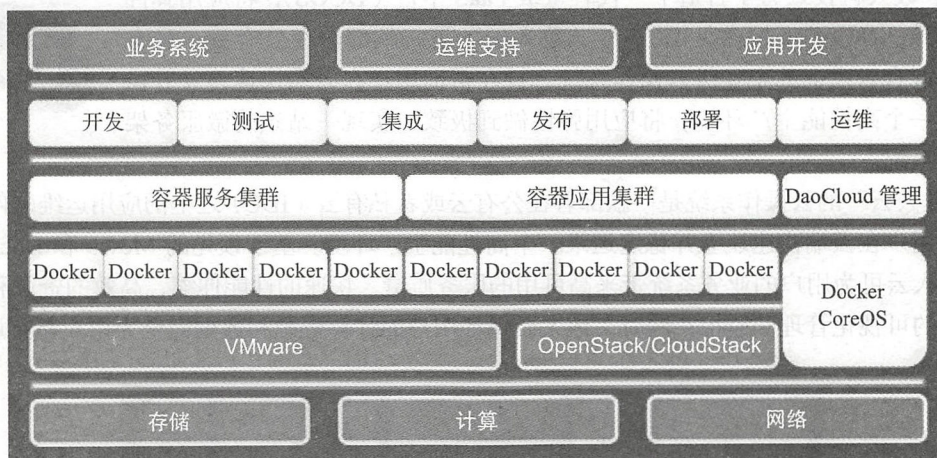 业务系统 运维支持 应用开发
开发 测试 集成 发布 部署 运维
容器服务集群 容器应用集群 DaoCloud 管理
Docker Docker Docker Docker Docker Docker Docker Docker Docker Docker
Docker
CoreOS
VMware OpenStack/CloudStack
存储 计算 网络